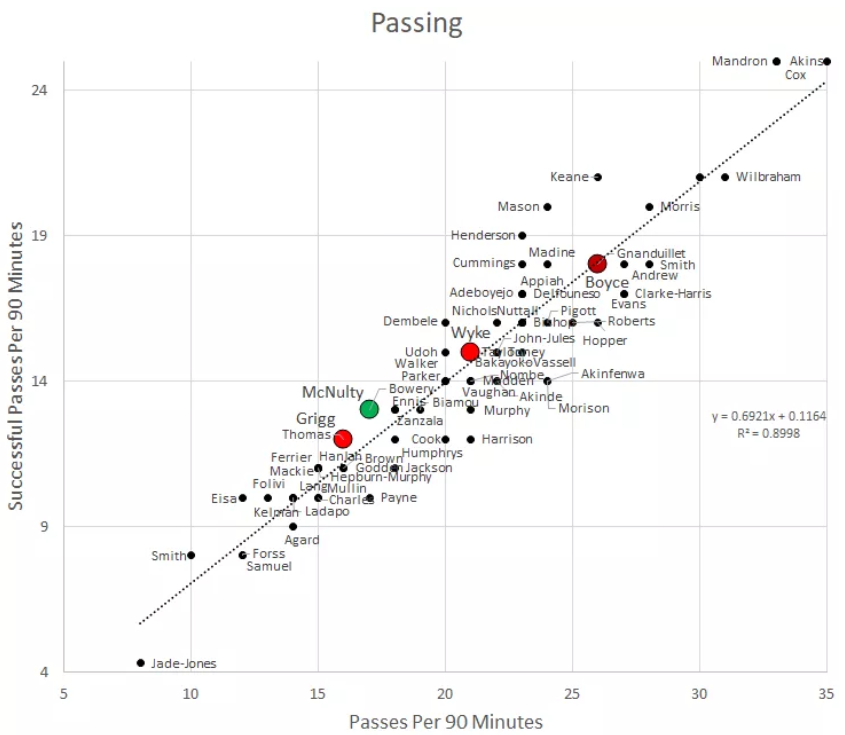 Passing
Mandron Akins
Cox
24
Keane Wilbraham
Mason Morris
Henderson
19
Madine Gnanduillet
Cummings Smith
Andrew
Appiah Boyce
Adeboyejo Delfouneso Clarke-Harris
Evans
Nichols Nuttall Pigott
Dembele Bishop Roberts
Wyke
John-Jules Hopper
Udoh Taylor Toney
Walker Bakayoko Vassell
Parker Nombe Akinfenwa
14
Madden
McNulty Bowery Vaughan Akinde
Ennis Biamou Murphy Morison
Grigg Zanzala
y = 0.6921x + 0.1164
R² = 0.8998
Thomas Cook Harrison
Humphrys
Ferrier Hanlan Brown
Mackie Godden Jackson
Hepburn-Murphy
Folivi Lang Mullin
Eisa Charles Payne
Kelman Ladapo
9
Agard
Smith Forss
Samuel
Jade-Jones
4
5 10 15 20 25 30 35
Passes Per 90 Minutes
Successful Passes Per 90 Minutes